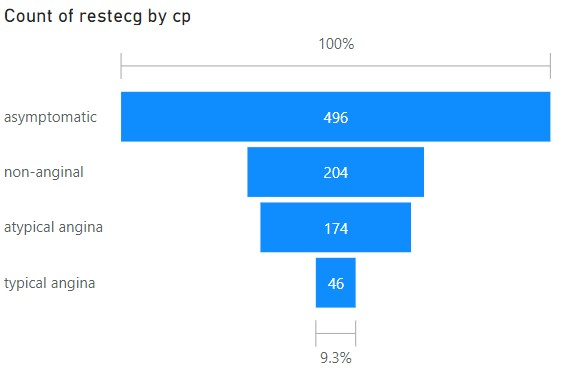 Count of restecg by cp
100%
asymptomatic 496
non-anginal 204
atypical angina 174
typical angina 46
9.3%